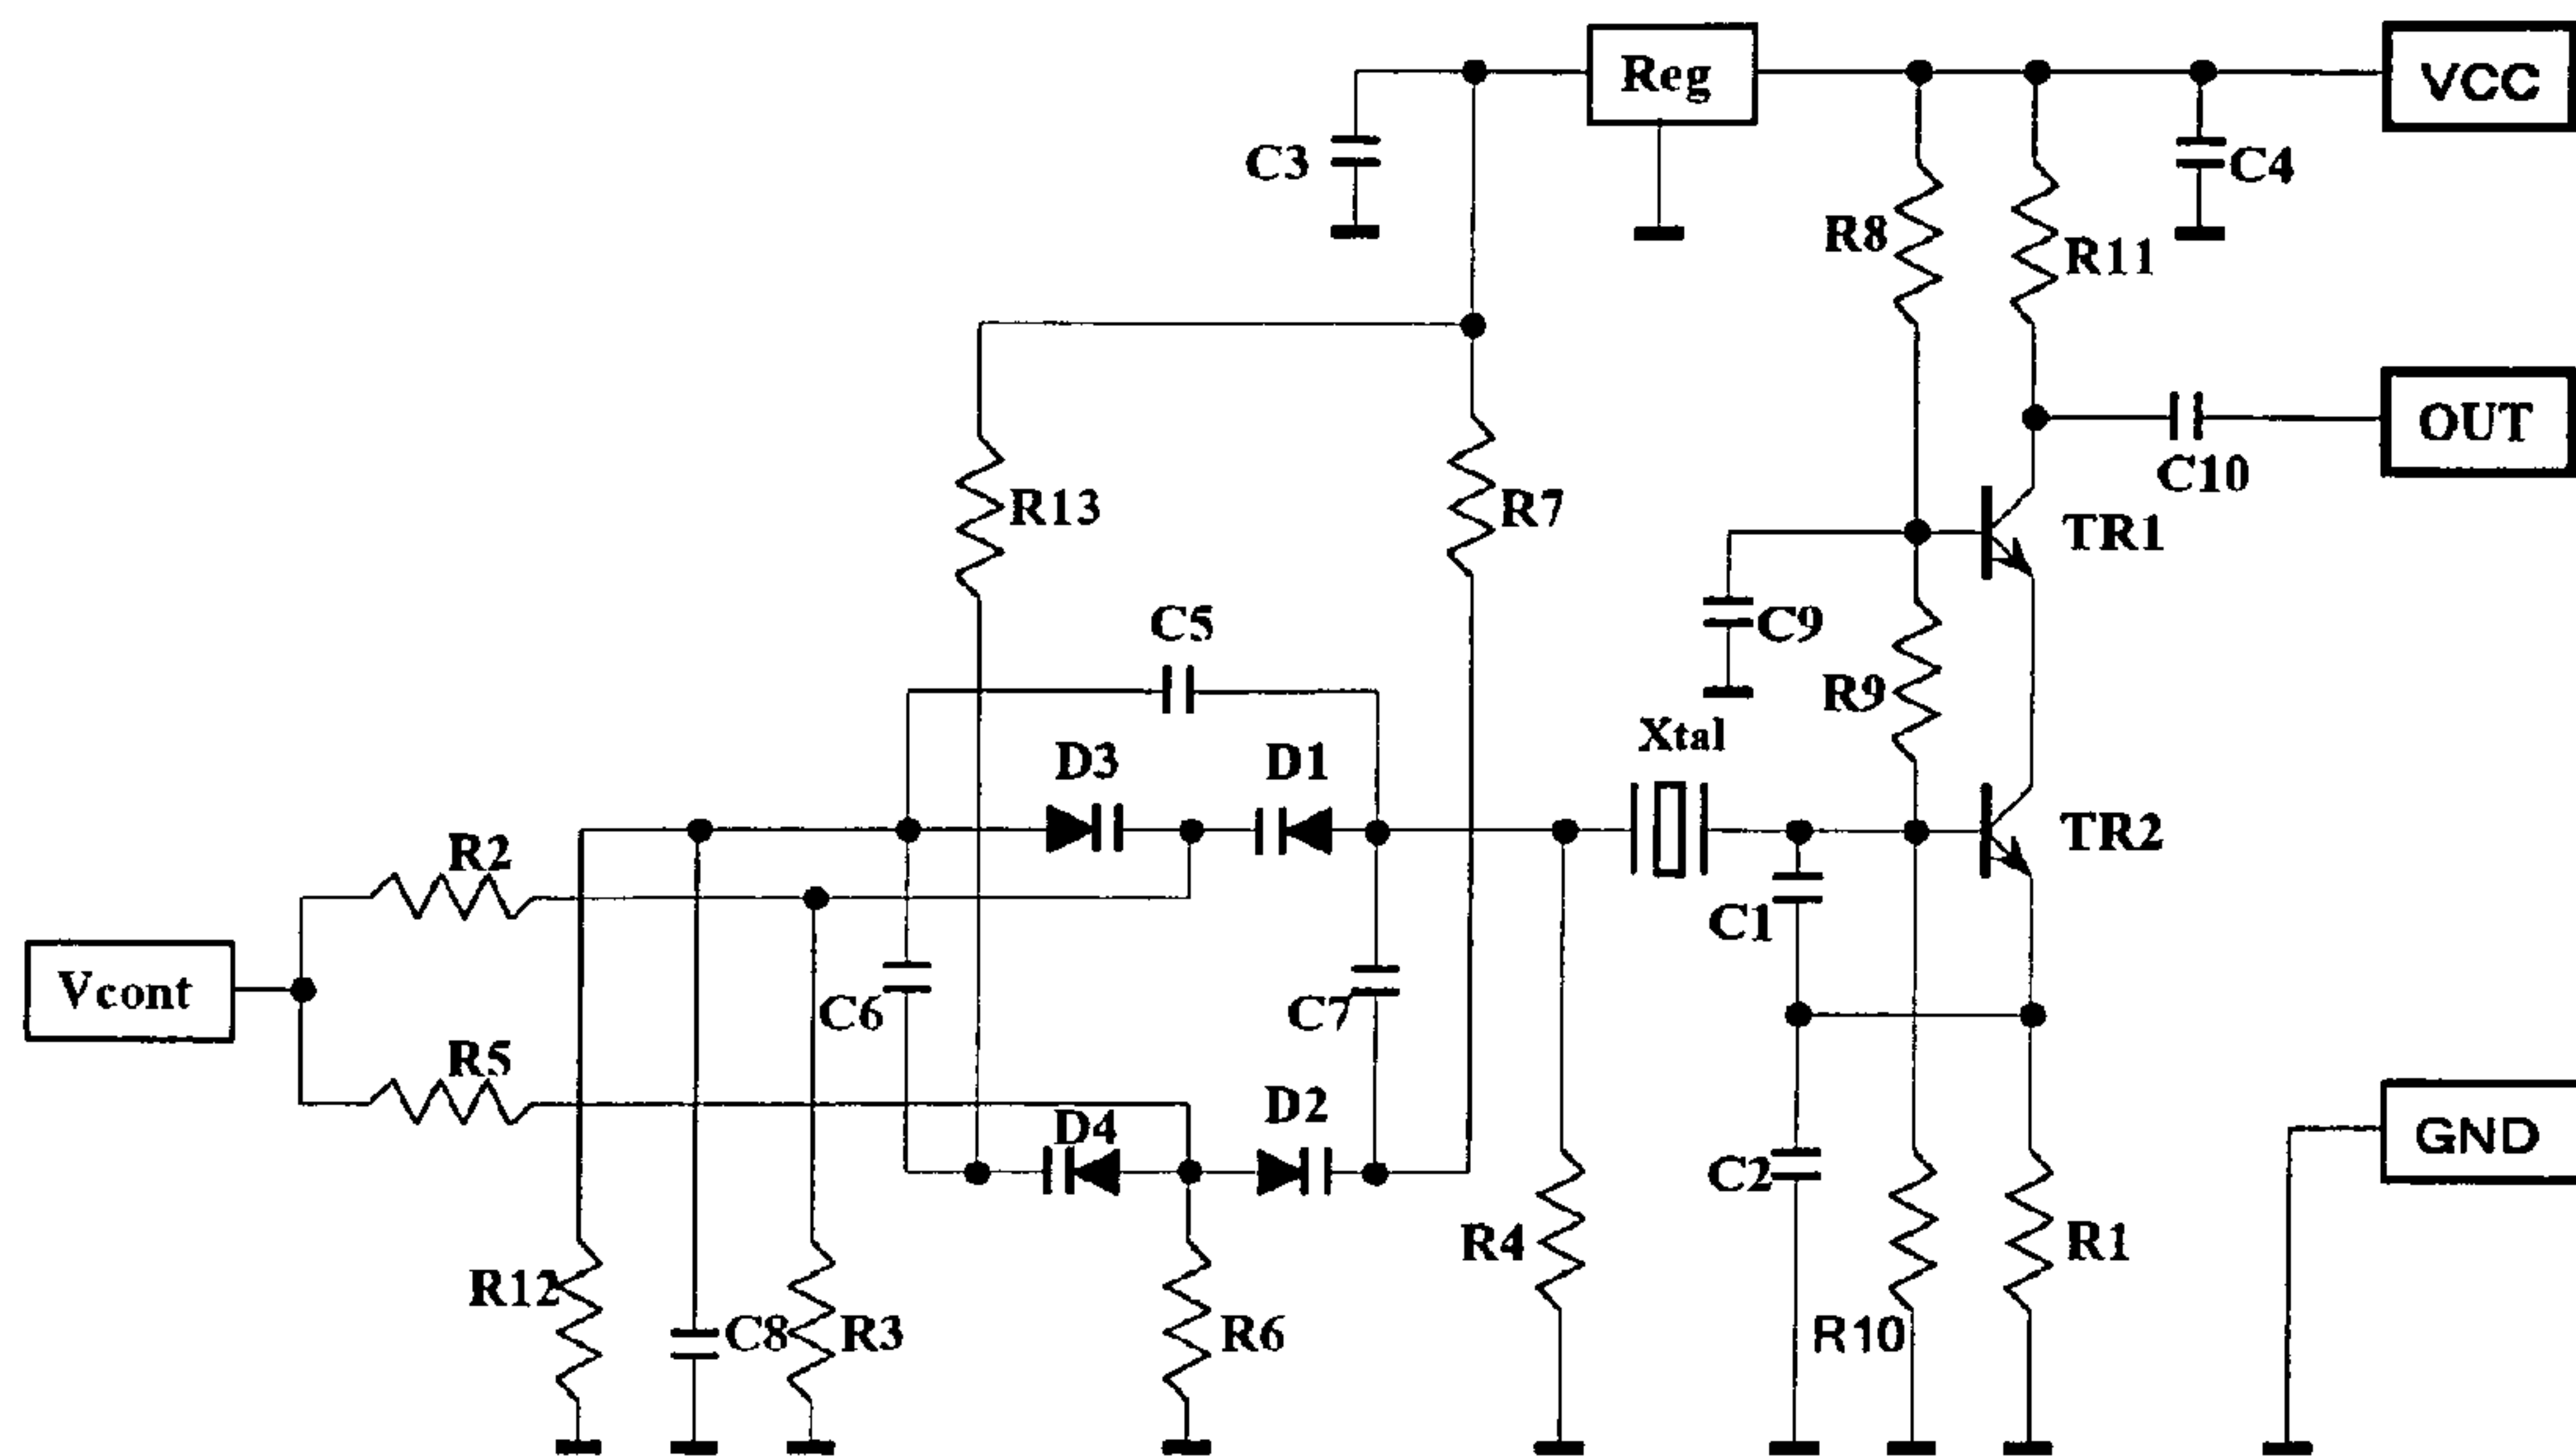 Reg
VCC
C3
C4
R8
R11
OUT
C10
R13
R7
TR1
C5
C9
R9
Xtal
D3
D1
R2
TR2
C1
Vcont
C6
C7
R5
D4
D2
C2
GND
R4
R1
R12
C8
R3
R6
R10